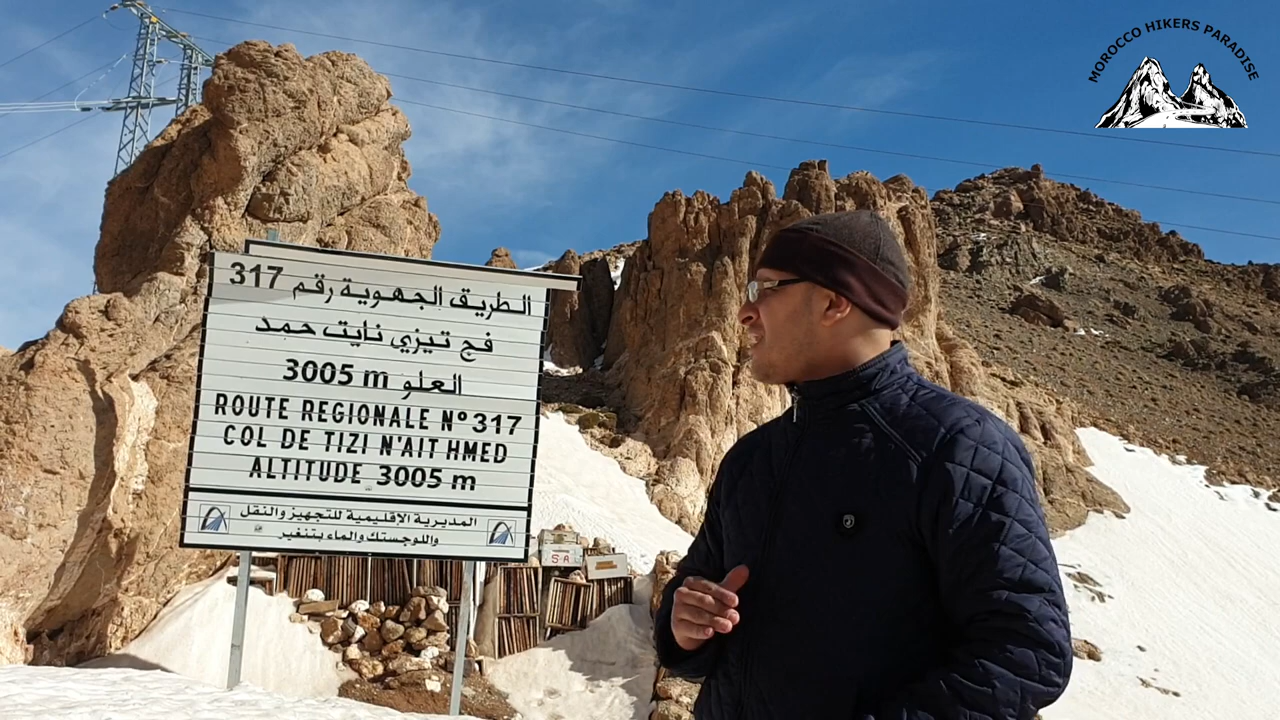 MOROCCO HIKERS PARADISE
الطريق الجهوية رقم 317
فج تيزي نايت حمد
العلو 3005 m
ROUTE REGIONALE N° 317
COL DE TIZI N'AIT HMED
ALTITUDE 3005 m
المديرية الإقليمية للتجهيز والنقل
واللوجستك والماء بتنغير
S A